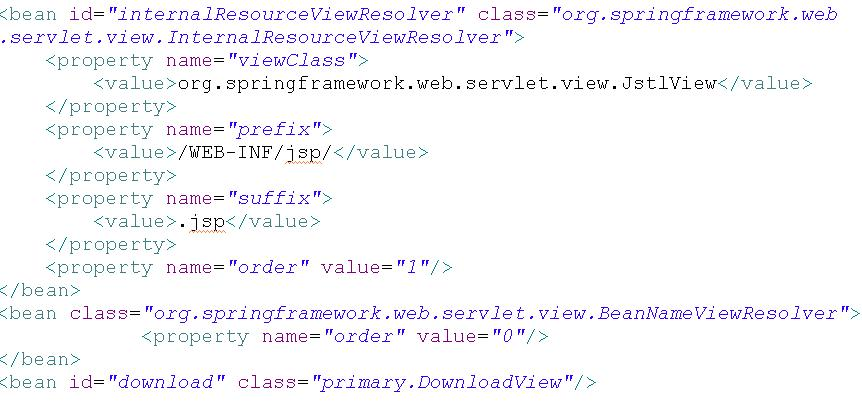 <bean id="internalResourceViewResolver" class="org.springframework.web
.servlet.view.InternalResourceViewResolver">
    <property name="viewClass">
        <value>org.springframework.web.servlet.view.JstlView</value>
    </property>
    <property name="prefix">
        <value>/WEB-INF/jsp/</value>
    </property>
    <property name="suffix">
        <value>.jsp</value>
    </property>
    <property name="order" value="1"/>
</bean>
<bean class="org.springframework.web.servlet.view.BeanNameViewResolver">
            <property name="order" value="0"/>
</bean>
<bean id="download" class="primary.DownloadView"/>